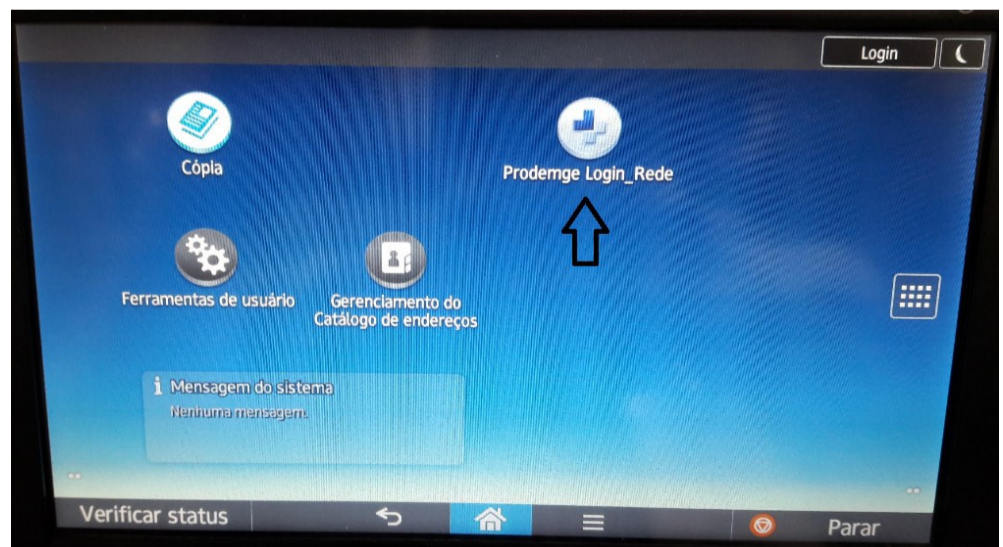 Login
Cópia
Prodemge Login_Rede
Ferramentas de usuário
Gerenciamento do
Catálogo de endereços
Mensagem do sistema
Nenhuma mensagem.
Verificar status
Parar